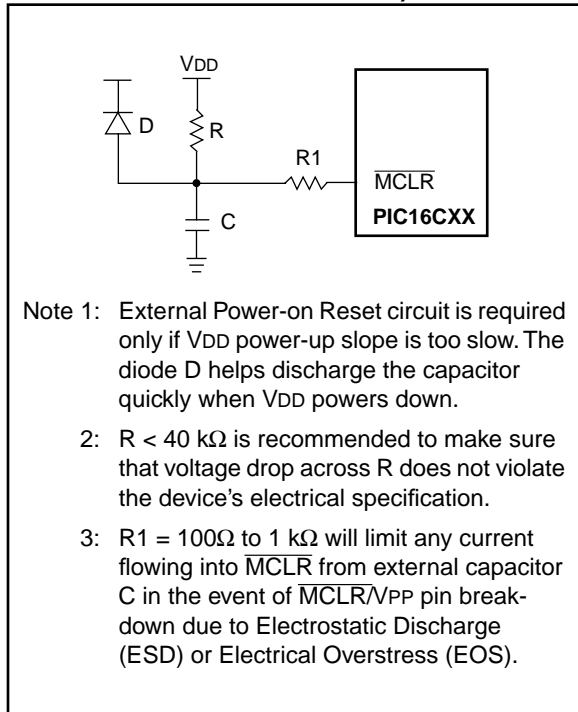 VDD
D
R
R1
MCLR
PIC16CXX
C
Note 1: External Power-on Reset circuit is required
only if VDD power-up slope is too slow. The
diode D helps discharge the capacitor
quickly when VDD powers down.
2: R < 40 kΩ is recommended to make sure
that voltage drop across R does not violate
the device's electrical specification.
3: R1 = 100Ω to 1 kΩ will limit any current
flowing into MCLR from external capacitor
C in the event of MCLR/VPP pin break-
down due to Electrostatic Discharge
(ESD) or Electrical Overstress (EOS).